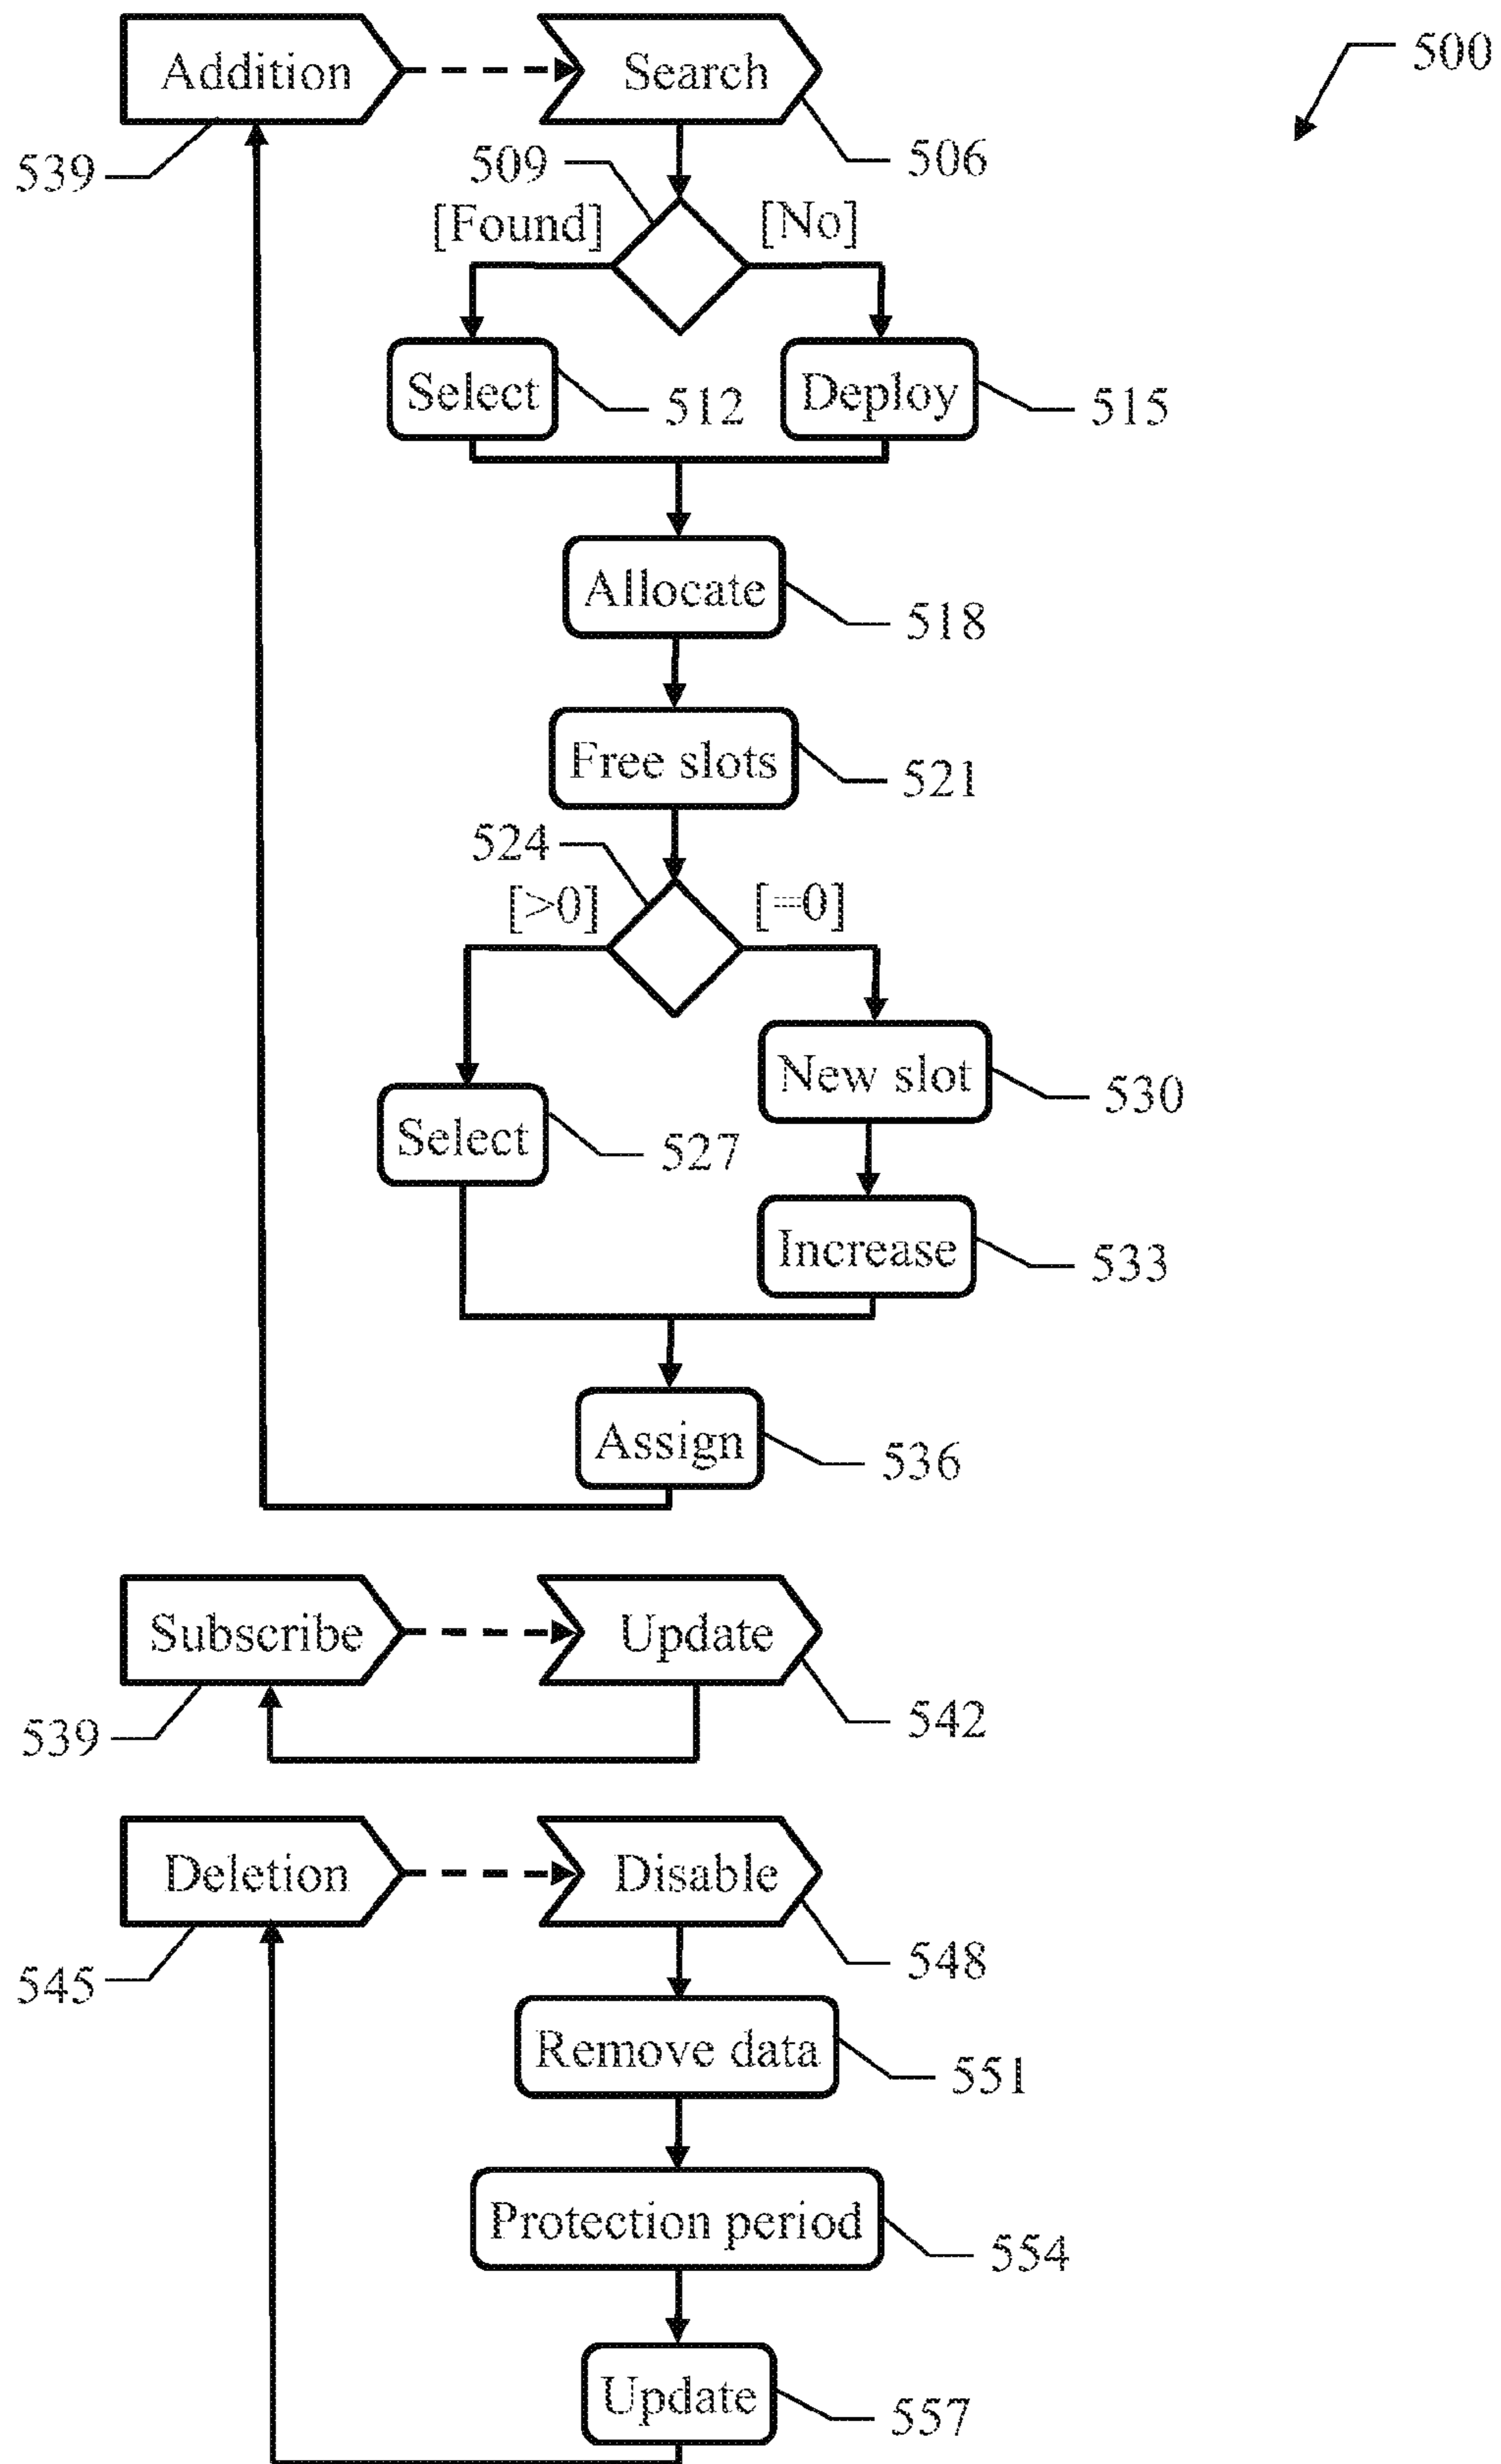 Addition
Search
500
539
506
509
[Found]
[No]
Select
512
Deploy
515
Allocate
518
Free slots
521
524
[>0]
[=0]
New slot
530
Select
527
Increase
533
Assign
536
Subscribe
Update
539
542
Deletion
Disable
545
548
Remove data
551
Protection period
554
Update
557